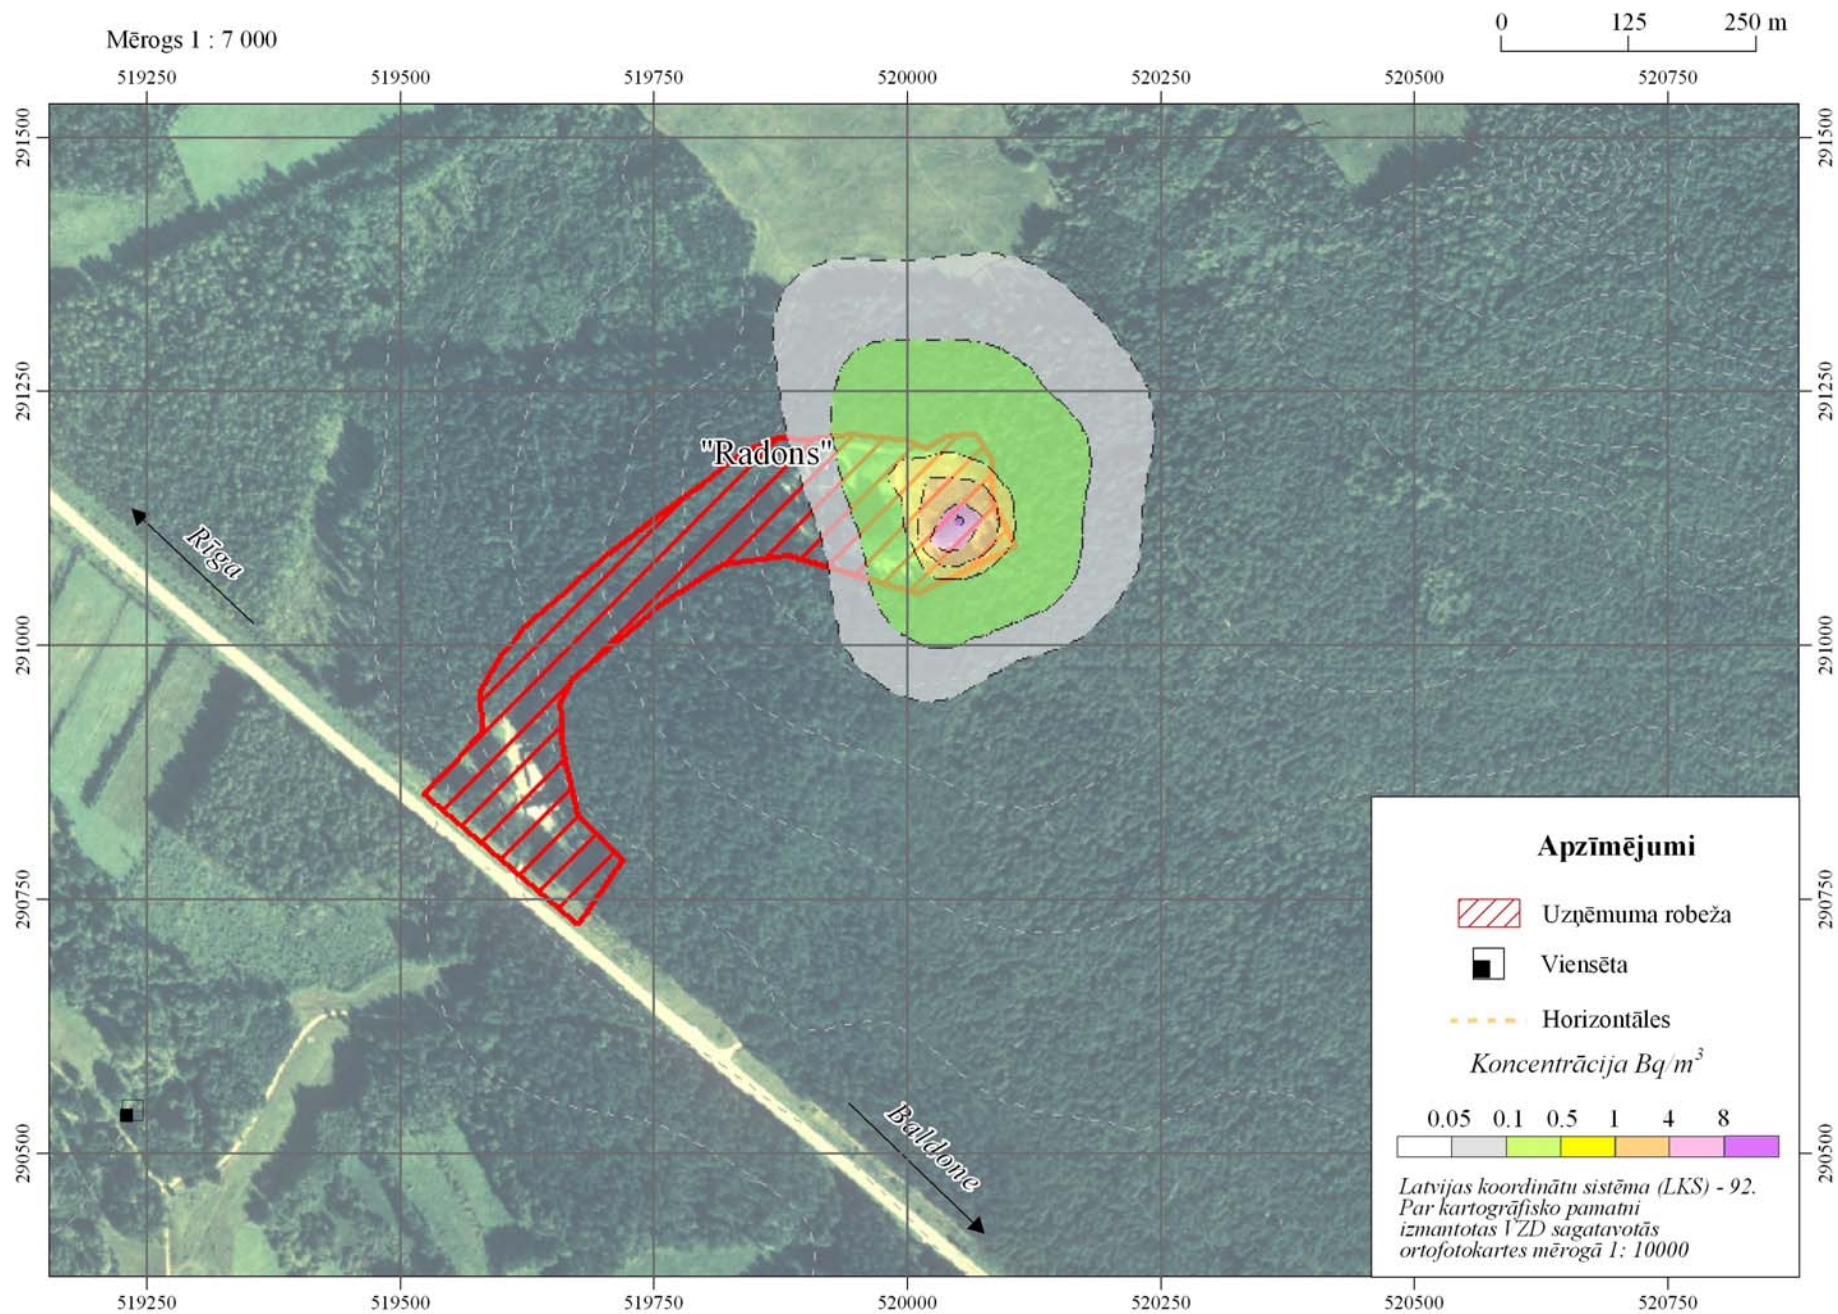 Mērogs 1 : 7 000
0 125 250 m
519250 519500 519750 520000 520250 520500 520750
291500 291500
291250 291250
"Radons"
Rīga
291000 291000
290750 290750
Baldone
290500 290500
Apzīmējumi
Uzņēmuma robeža
Viensēta
Horizontāles
Koncentrācija Bq/m³
0.05 0.1 0.5 1 4 8
Latvijas koordinātu sistēma (LKS) - 92.
Par kartogrāfisko pamatni
izmantotas VZD sagatavotās
ortofotokartes mērogā 1: 10000
519250 519500 519750 520000 520250 520500 520750